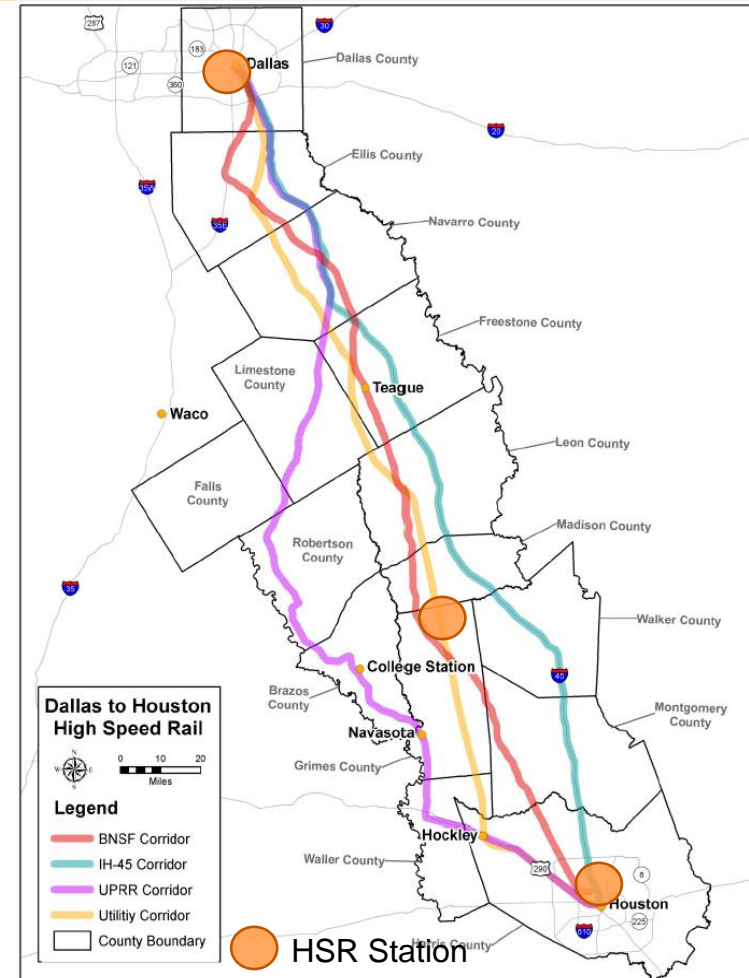 287
30
183
Dallas
Dallas County
121
360
20
Ellis County
35W
Navarro County
35E
Freestone County
Limestone
County
Teague
Waco
Leon County
Falls
County
Madison County
Robertson
County
35
Walker County
College Station
45
Brazos
County
Montgomery
County
Navasota
Grimes County
Hockley
Waller County
290
8
Houston
225
610
Harris County
Dallas to Houston
High Speed Rail
N
W E
S
0 10 20
Miles
Legend
BNSF Corridor
IH-45 Corridor
UPRR Corridor
Utilitiy Corridor
County Boundary
HSR Station